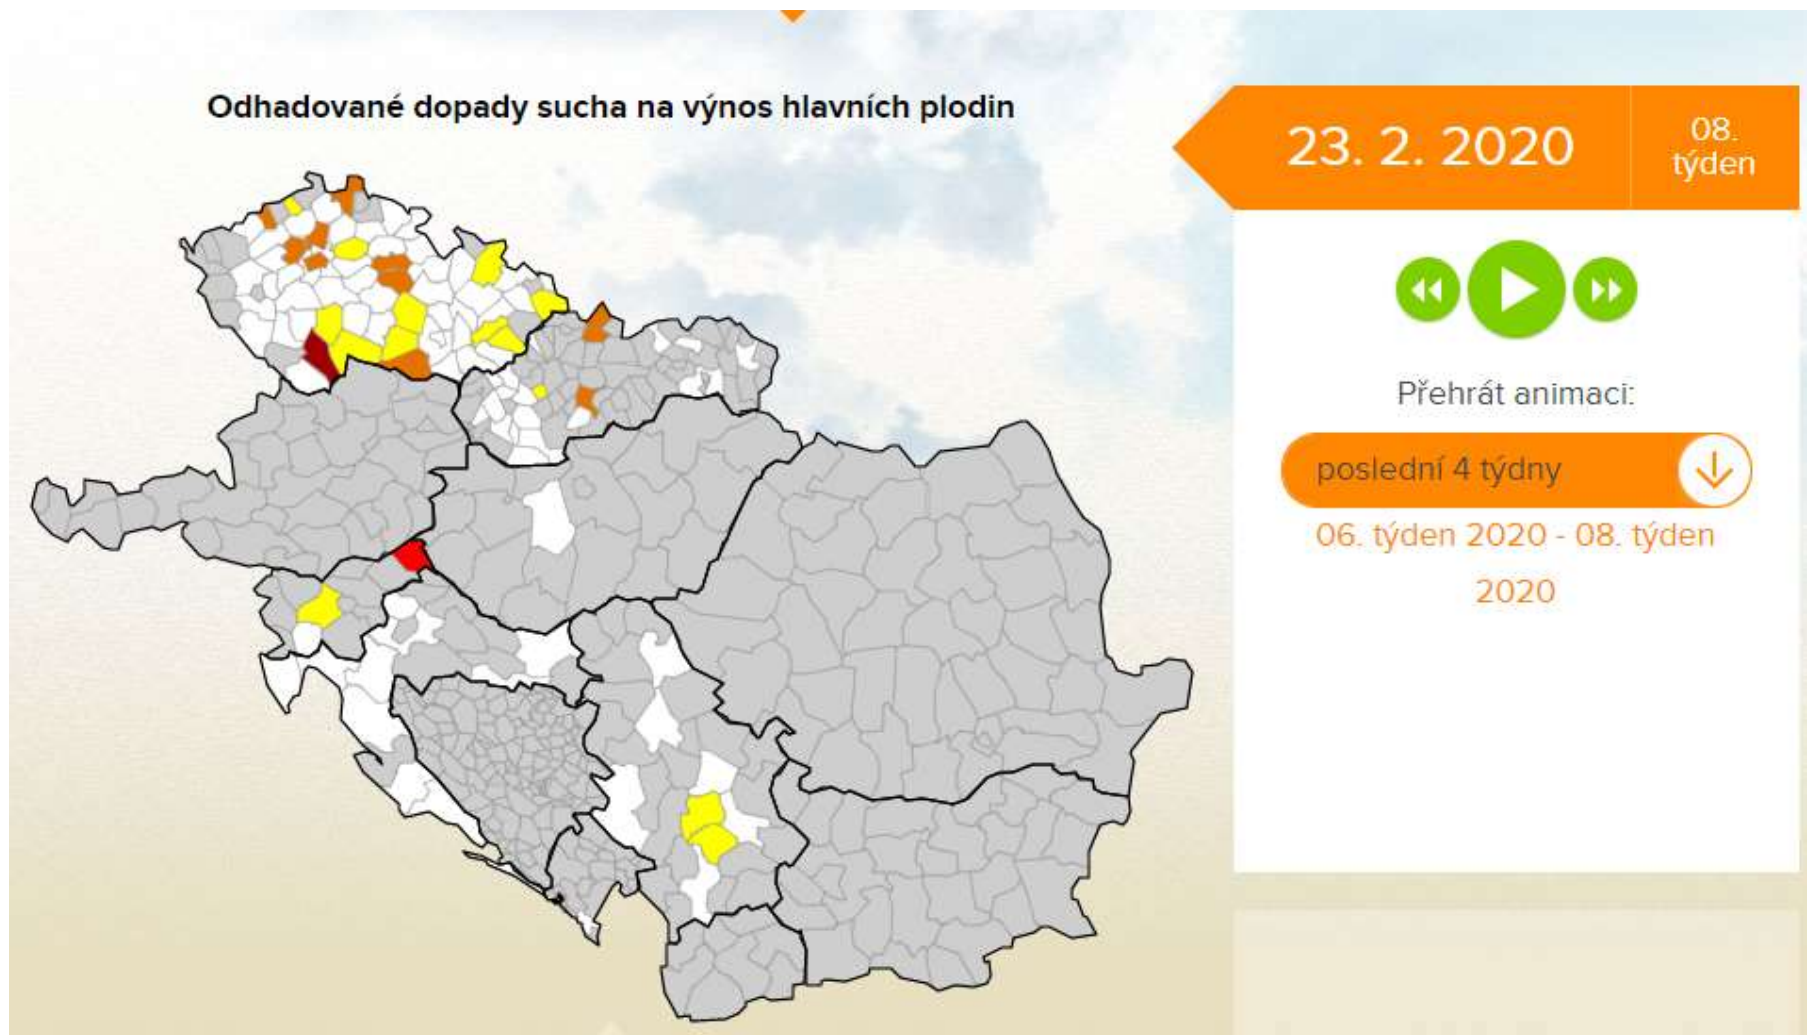 Odhadované dopady sucha na výnos hlavních plodin
23. 2. 2020
08.
týden
Přehrát animaci:
poslední 4 týdny
06. týden 2020 - 08. týden
2020